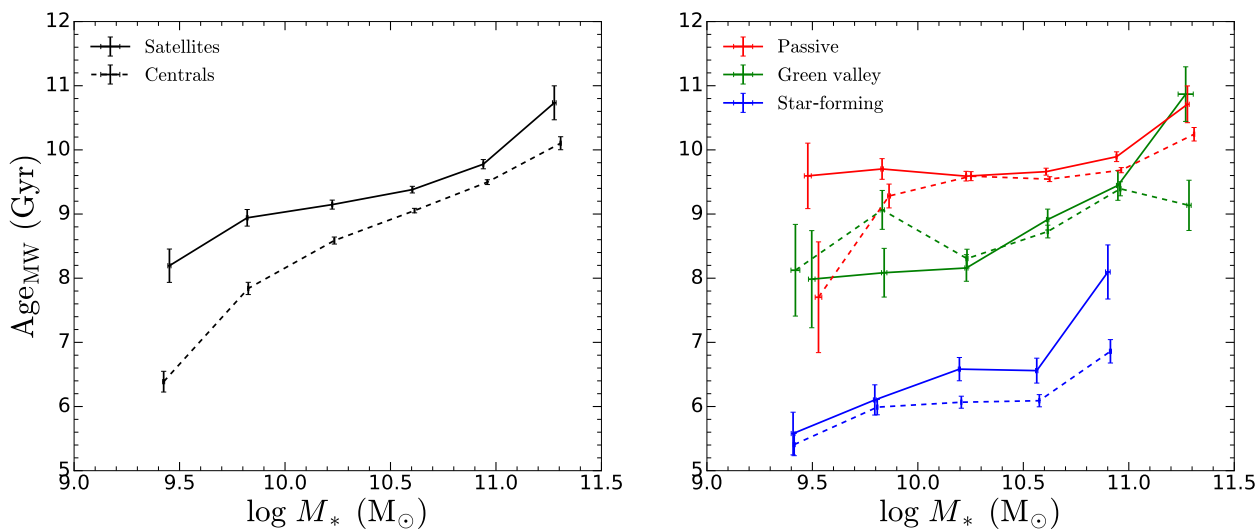 12
11
10
9
8
7
6
5
9.0 9.5 10.0 10.5 11.0 11.5
Age_MW (Gyr)
log M_* (M_⊙)
Satellites
Centrals
12
11
10
9
8
7
6
5
9.0 9.5 10.0 10.5 11.0 11.5
log M_* (M_⊙)
Passive
Green valley
Star-forming